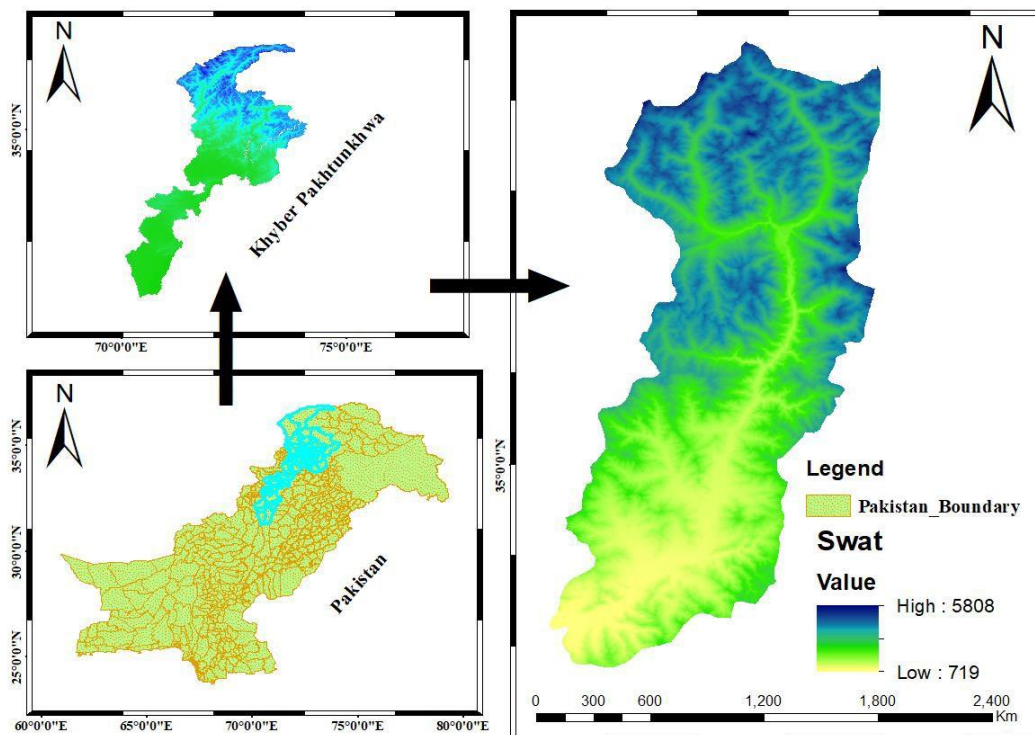 N
35°0'0"N
Khyber Pakhtunkhwa
70°0'0"E 75°0'0"E
N
35°0'0"N
30°0'0"N
25°0'0"N
Pakistan
60°0'0"E 65°0'0"E 70°0'0"E 75°0'0"E 80°0'0"E
N
35°0'0"N
Legend
Pakistan_Boundary
Swat
Value
High : 5808
Low : 719
0 300 600 1,200 1,800 2,400
Km